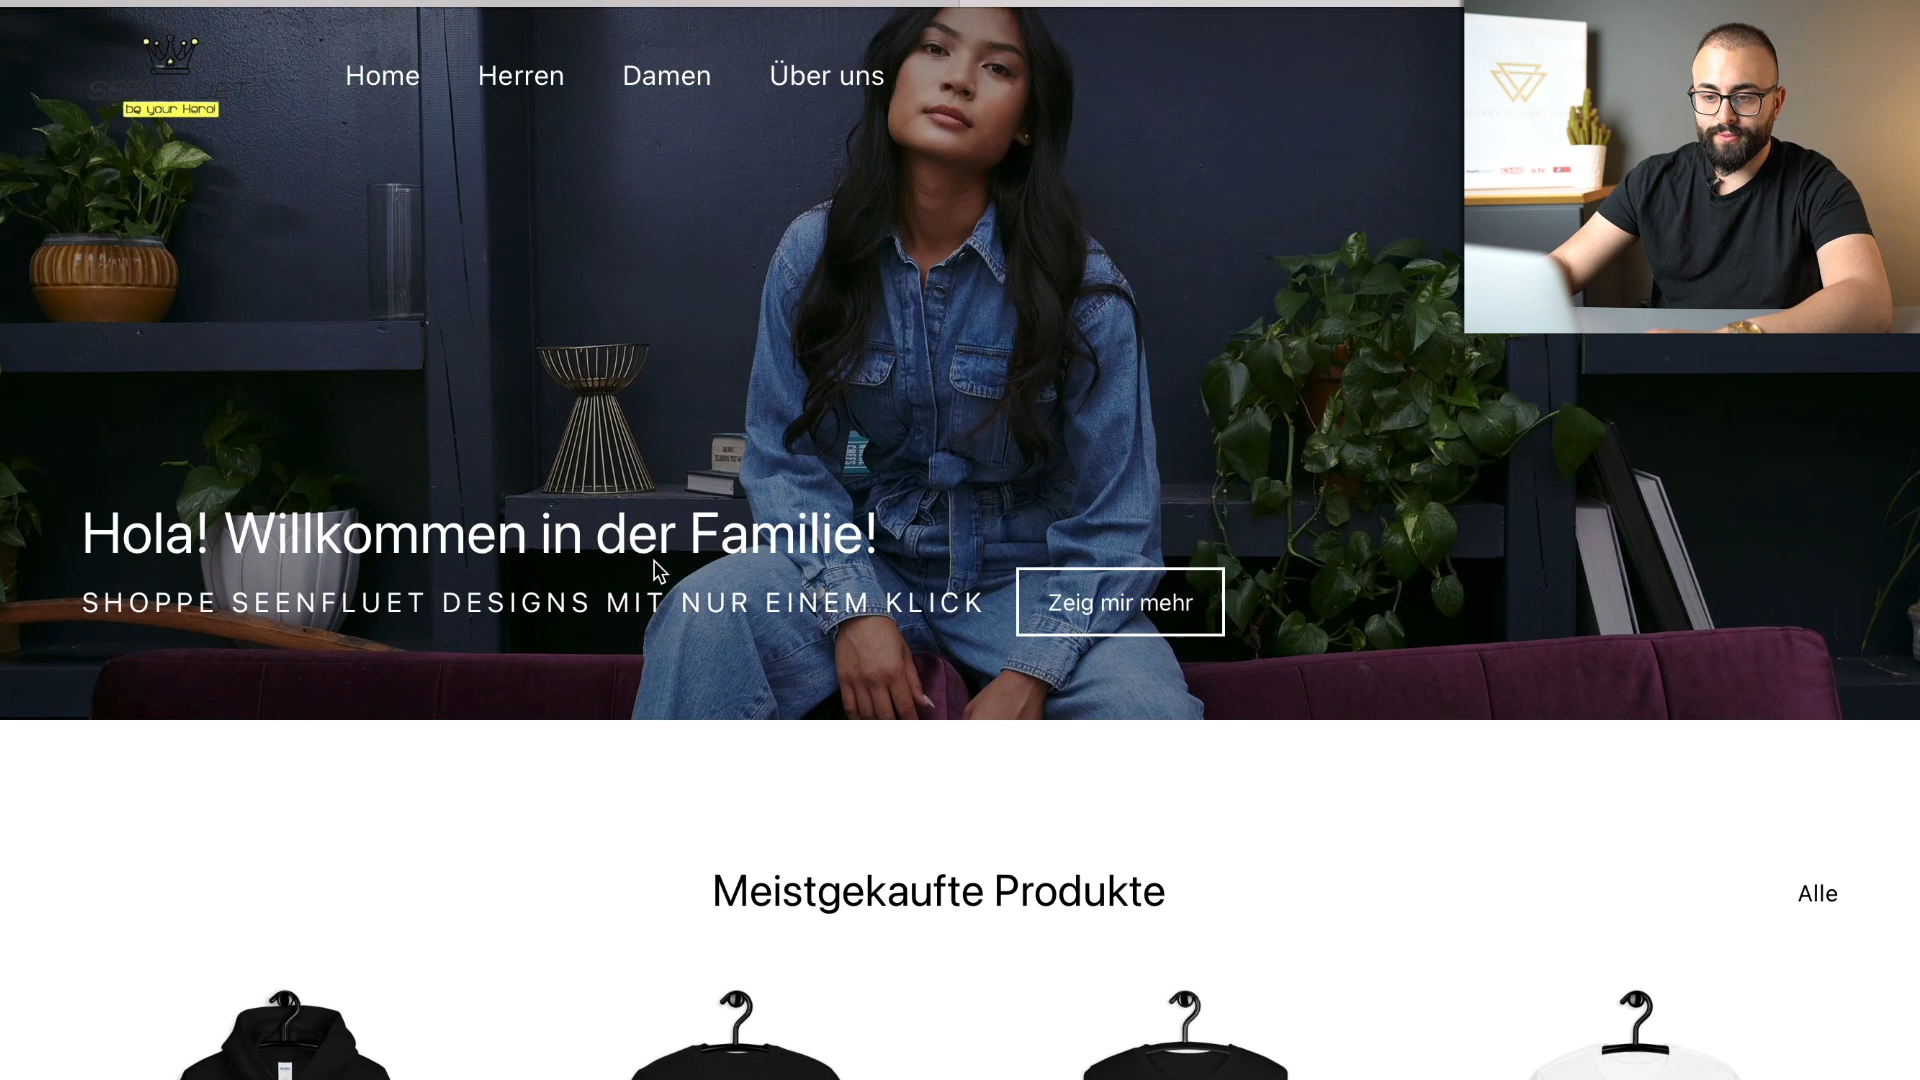 SEENFLUET
be your Hero!
Home
Herren
Damen
Über uns
Hola! Willkommen in der Familie!
SHOPPE SEENFLUET DESIGNS MIT NUR EINEM KLICK
Zeig mir mehr
Meistgekaufte Produkte
Alle